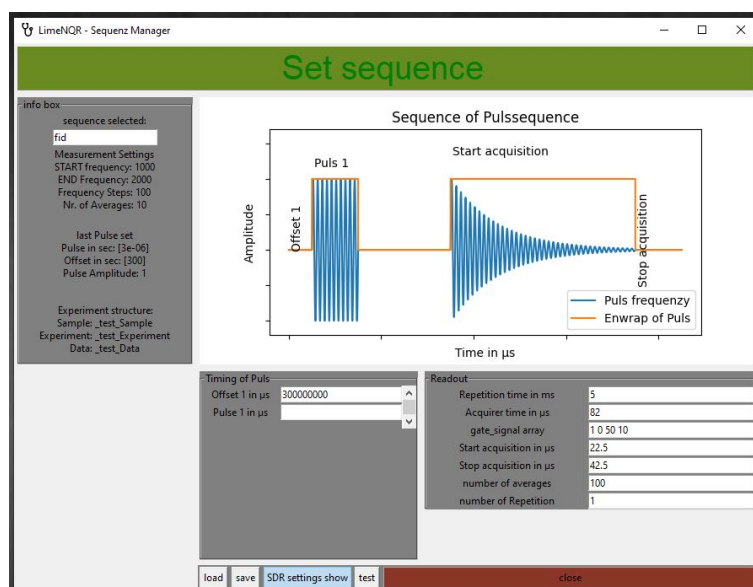 LimeNQR - Sequenz Manager
Set sequence
info box
sequence selected:
fid
Measurement Settings
START frequency: 1000
END Frequency: 2000
Frequency Steps: 100
Nr. of Averages: 10
last Pulse set
Pulse in sec: [3e-06]
Offset in sec: [300]
Pulse Amplitude: 1
Experiment structure:
Sample: _test_Sample
Experiment: _test_Experiment
Data: _test_Data
Sequence of Pulssequence
Amplitude
Offset 1
Puls 1
Start acquisition
Stop acquisition
Puls frequenzy
Enwrap of Puls
Time in µs
Timing of Puls
Offset 1 in µs 300000000
Pulse 1 in µs
Readout
Repetition time in ms 5
Acquirer time in µs 82
gate_signal array 1 0 50 10
Start acquisition in µs 22.5
Stop acquisition in µs 42.5
number of averages 100
number of Repetition 1
load save SDR settings show test close